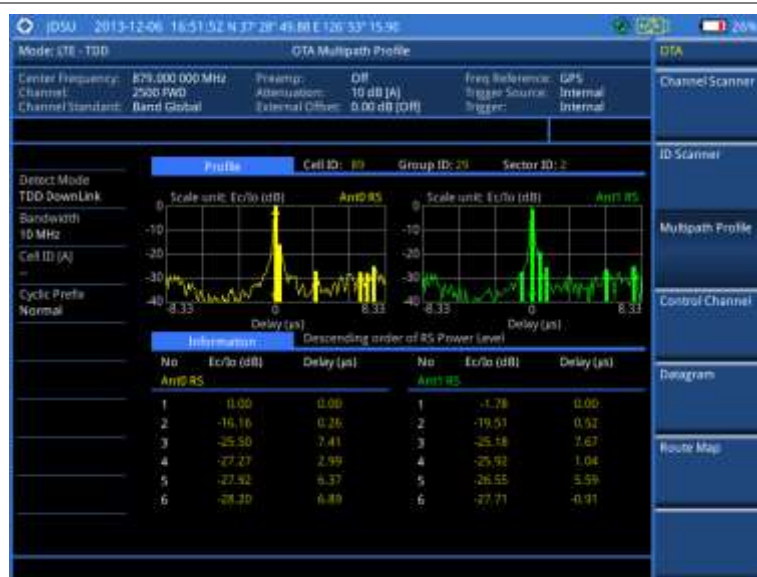 JDSU 2013-12-06 16:51:52 N 37° 28' 45.88 E 126° 53' 15.90 26%
Mode: LTE - TDD OTA Multipath Profile OTA
Center Frequency: 879.000 000 MHz Preamp: Off Freq Reference: GPS
Channel: 2500 FWD Attenuation: 10 dB [A] Trigger Source: Internal
Channel Standard: Band Global External Offset: 0.00 dB [Off] Trigger: Internal
Channel Scanner
ID Scanner
Multipath Profile
Control Channel
Datagram
Route Map
Detect Mode
TDD DownLink
Bandwidth
10 MHz
Cell ID [A]
--
Cyclic Prefix
Normal
Profile Cell ID: 89 Group ID: 29 Sector ID: 2
Scale unit: Ec/Io (dB) Ant0 RS
0
-10
-20
-30
-40
-8.33 0 8.33
Delay (µs)
Scale unit: Ec/Io (dB) Ant1 RS
0
-10
-20
-30
-40
-8.33 0 8.33
Delay (µs)
Information Descending order of RS Power Level
No Ec/Io (dB) Delay (µs) No Ec/Io (dB) Delay (µs)
Ant0 RS Ant1 RS
1 0.00 0.00 1 -1.78 0.00
2 -16.16 0.26 2 -19.51 0.52
3 -25.50 7.41 3 -25.18 7.67
4 -27.27 2.99 4 -25.92 1.04
5 -27.92 6.37 5 -26.55 5.59
6 -28.20 6.89 6 -27.71 -0.91